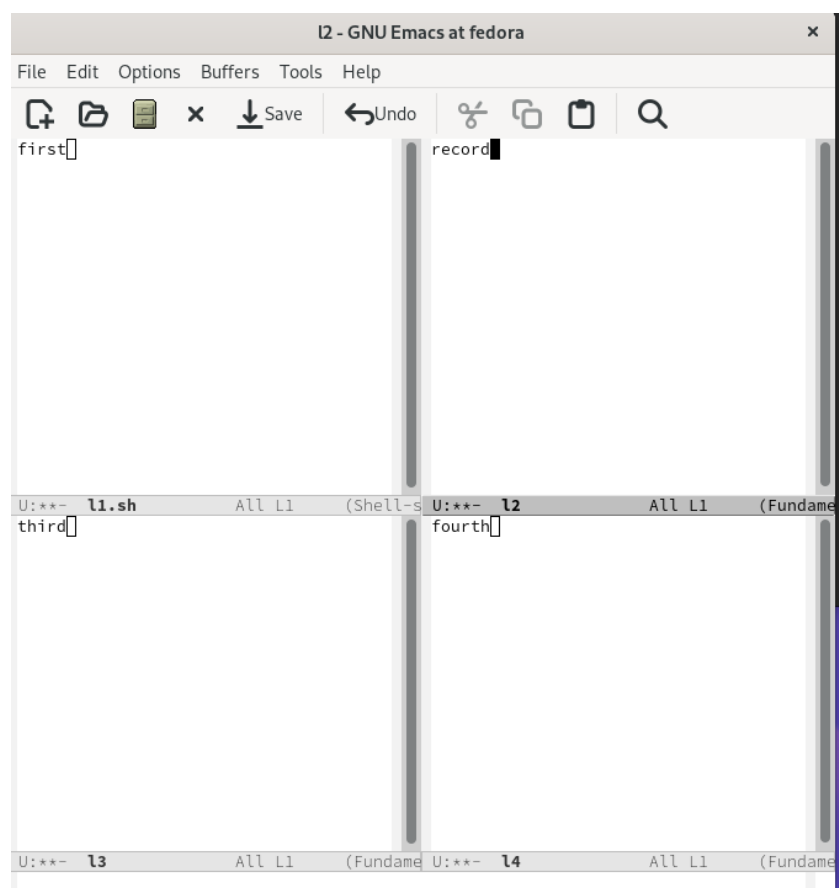 l2 - GNU Emacs at fedora
File Edit Options Buffers Tools Help
Save Undo
first
record
U:**- l1.sh All L1 (Shell-s
U:**- l2 All L1 (Fundame
third
fourth
U:**- l3 All L1 (Fundame
U:**- l4 All L1 (Fundame